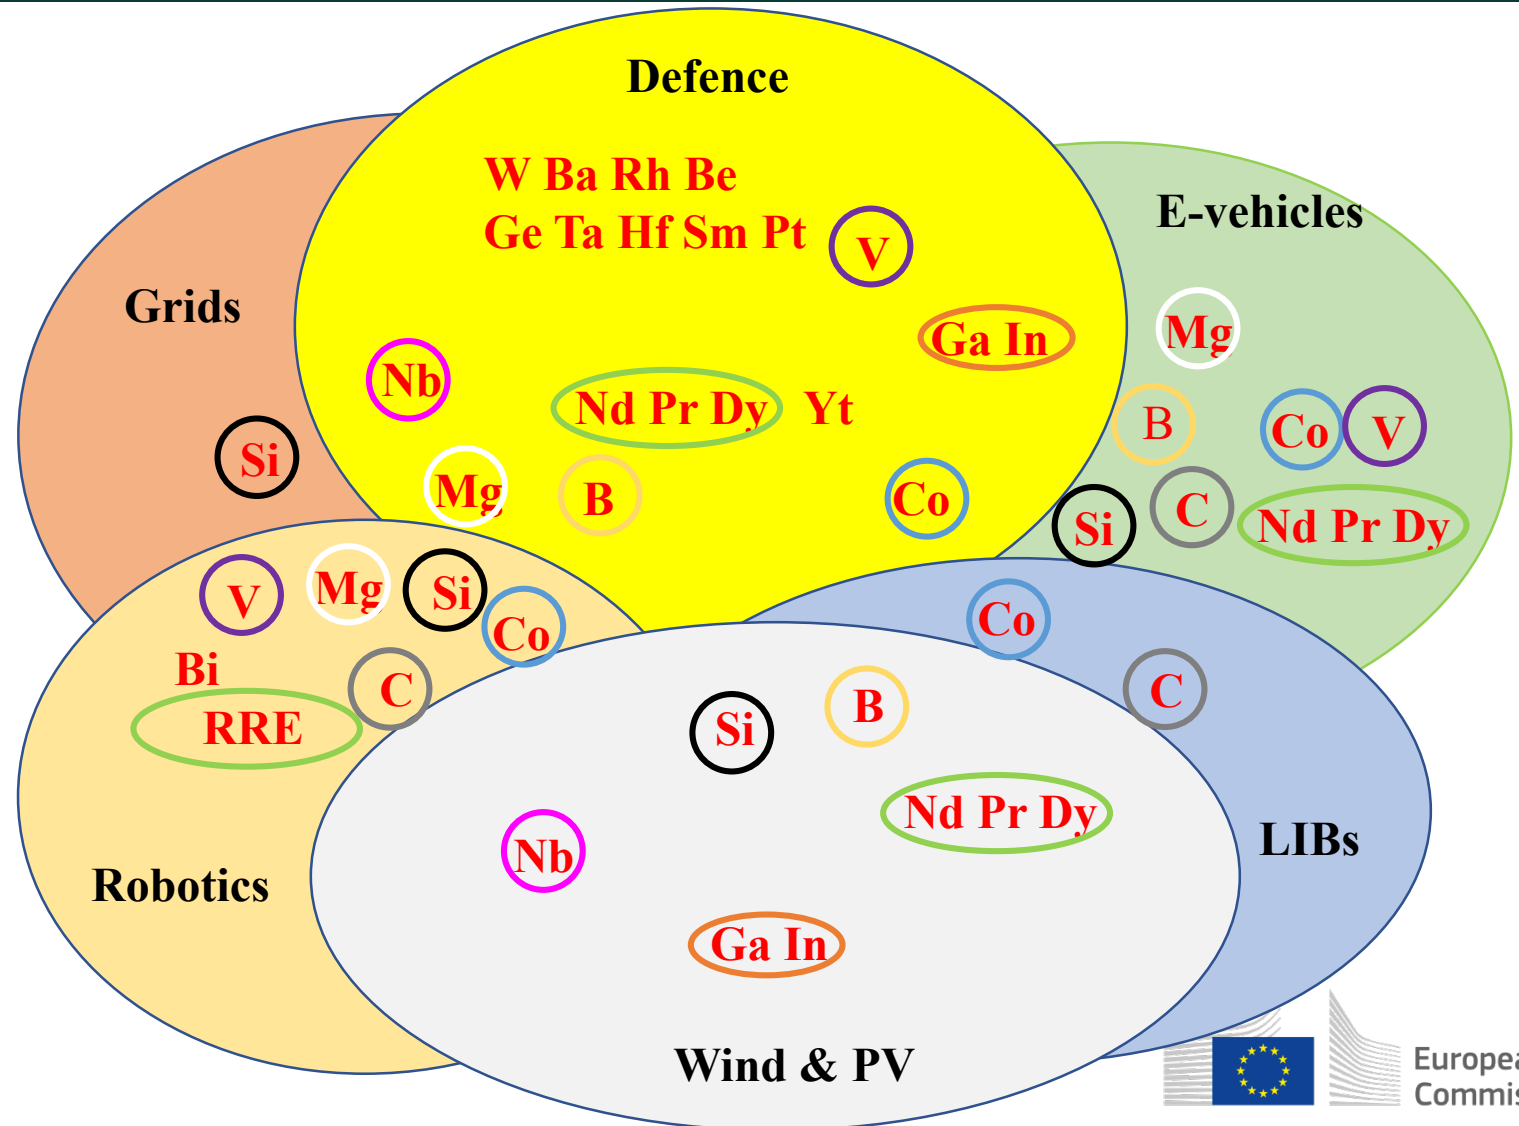 Defence
W Ba Rh Be
Ge Ta Hf Sm Pt
V
Ga In
Nb
Nd Pr Dy Yt
Mg
B
Co
Grids
Si
E-vehicles
Mg
B
Co
V
Si
C
Nd Pr Dy
V
Mg
Si
Co
Bi
C
RRE
Robotics
Co
C
LIBs
Si
B
Nd Pr Dy
Nb
Ga In
Wind & PV
Europea
Commis